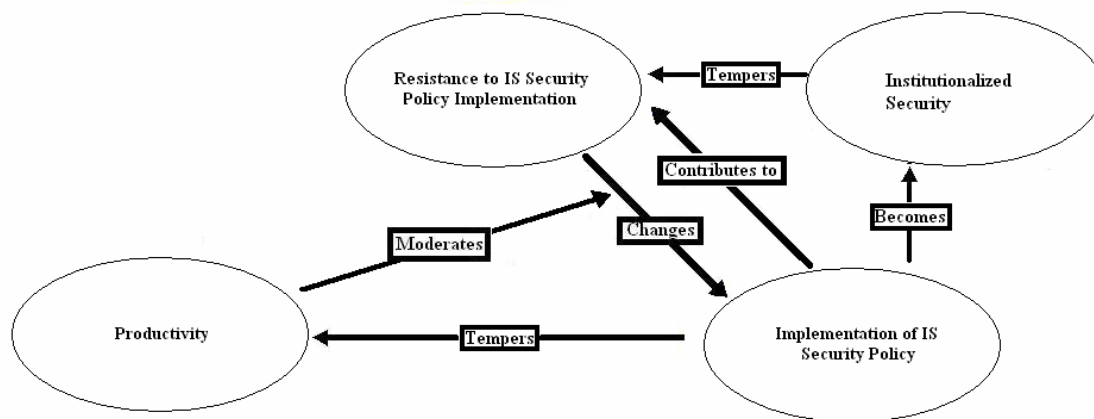 Resistance to IS Security
Policy Implementation
Tempers
Institutionalized
Security
Contributes to
Becomes
Changes
Moderates
Productivity
Tempers
Implementation of IS
Security Policy